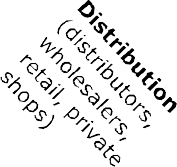 Distribution
(distributors,
wholesalers,
retail, private
shops)